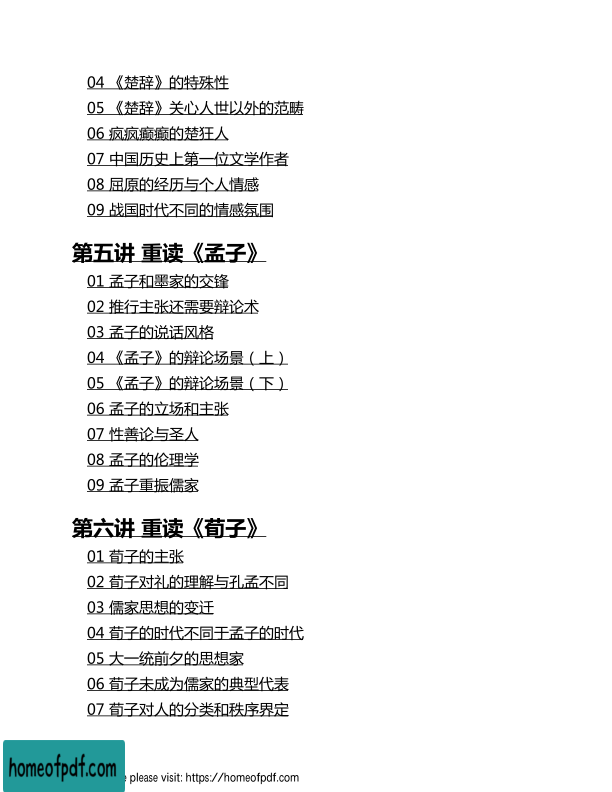 04 《楚辞》的特殊性
05 《楚辞》关心人世以外的范畴
06 疯疯癫癫的楚狂人
07 中国历史上第一位文学作者
08 屈原的经历与个人情感
09 战国时代不同的情感氛围
第五讲 重读《孟子》
01 孟子和墨家的交锋
02 推行主张还需要辩论术
03 孟子的说话风格
04 《孟子》的辩论场景（上）
05 《孟子》的辩论场景（下）
06 孟子的立场和主张
07 性善论与圣人
08 孟子的伦理学
09 孟子重振儒家
第六讲 重读《荀子》
01 荀子的主张
02 荀子对礼的理解与孔孟不同
03 儒家思想的变迁
04 荀子的时代不同于孟子的时代
05 大一统前夕的思想家
06 荀子未成为儒家的典型代表
07 荀子对人的分类和秩序界定
homeofpdf.com
please visit: https://homeofpdf.com